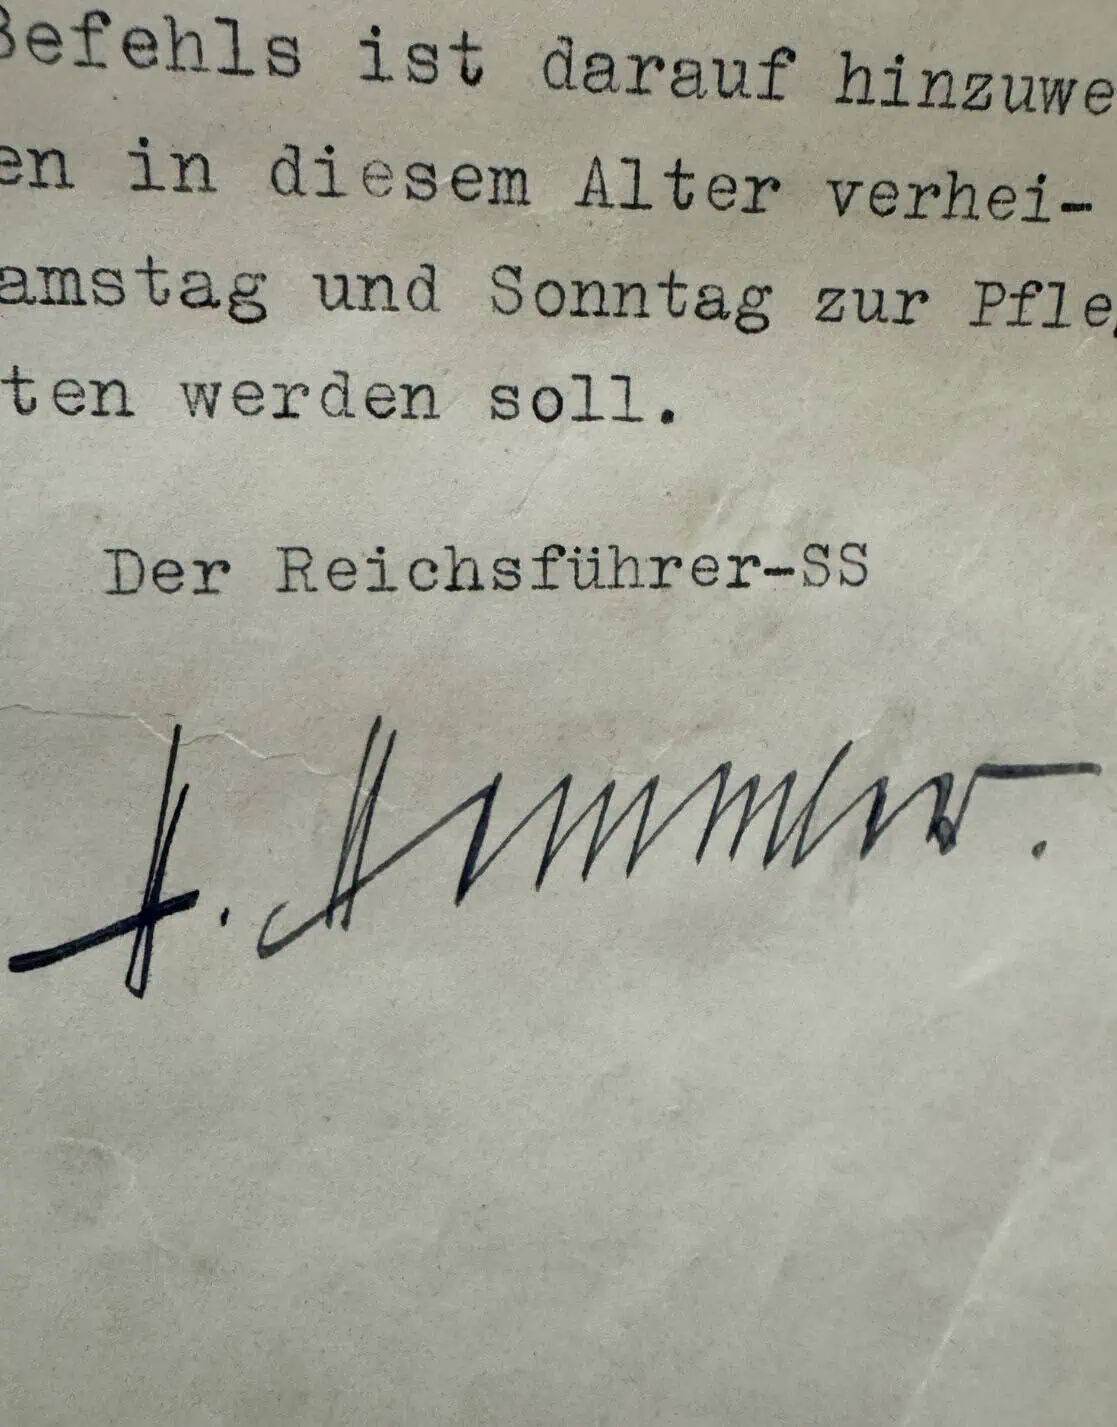 Befehls ist darauf hinzuwe
en in diesem Alter verhei-
amstag und Sonntag zur Pfle
ten werden soll.
Der Reichsführer-SS
H. Himmler.